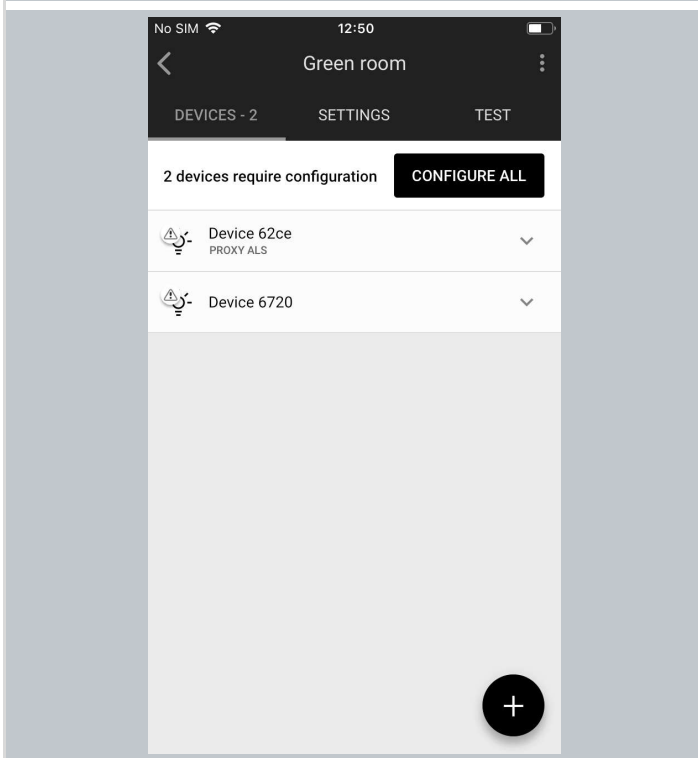 No SIM 12:50
Green room
DEVICES - 2 SETTINGS TEST
2 devices require configuration CONFIGURE ALL
Device 62ce
PROXY ALS
Device 6720